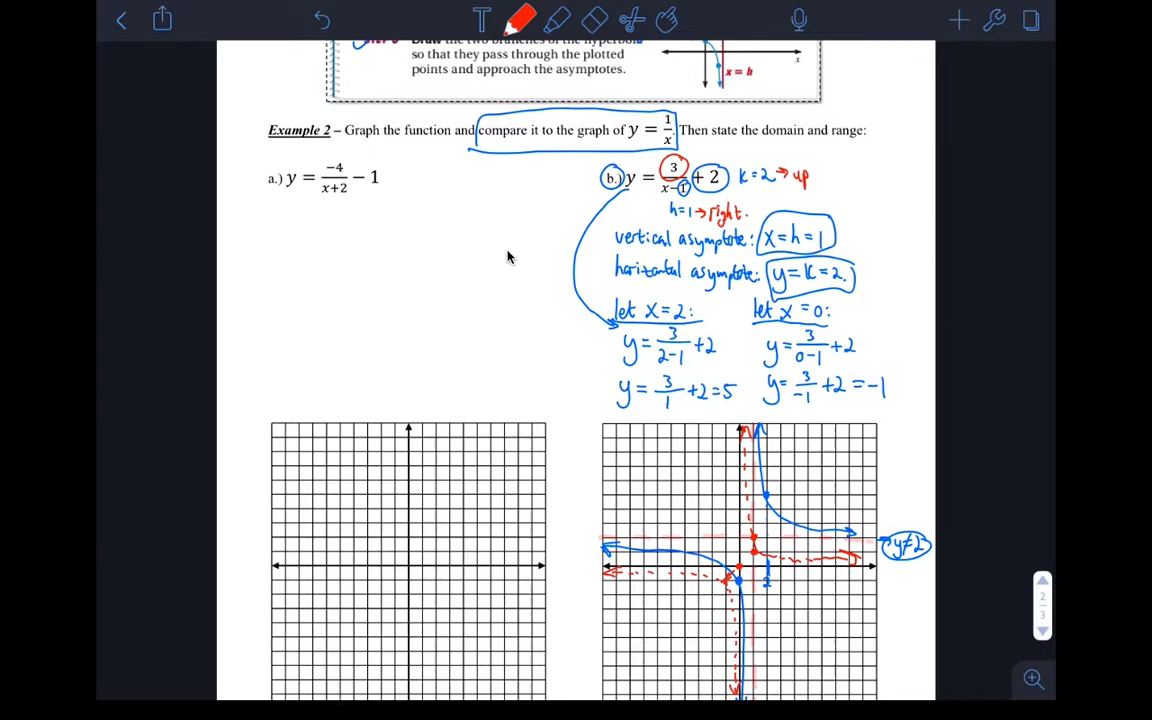 so that they pass through the plotted
points and approach the asymptotes.
x
x = h
Example 2 – Graph the function and compare it to the graph of y = 1/x. Then state the domain and range:
a.) y = -4/(x+2) − 1
b.) y = 3/(x−1) + 2 k=2 → up
h=1 → right.
vertical asymptote: x=h=1
horizontal asymptote: y=k=2.
let x=2: let x=0:
y= 3/(2-1) +2 y= 3/(0-1) +2
y= 3/1 +2=5 y= 3/-1 +2 = -1
y≠2
2
2
3